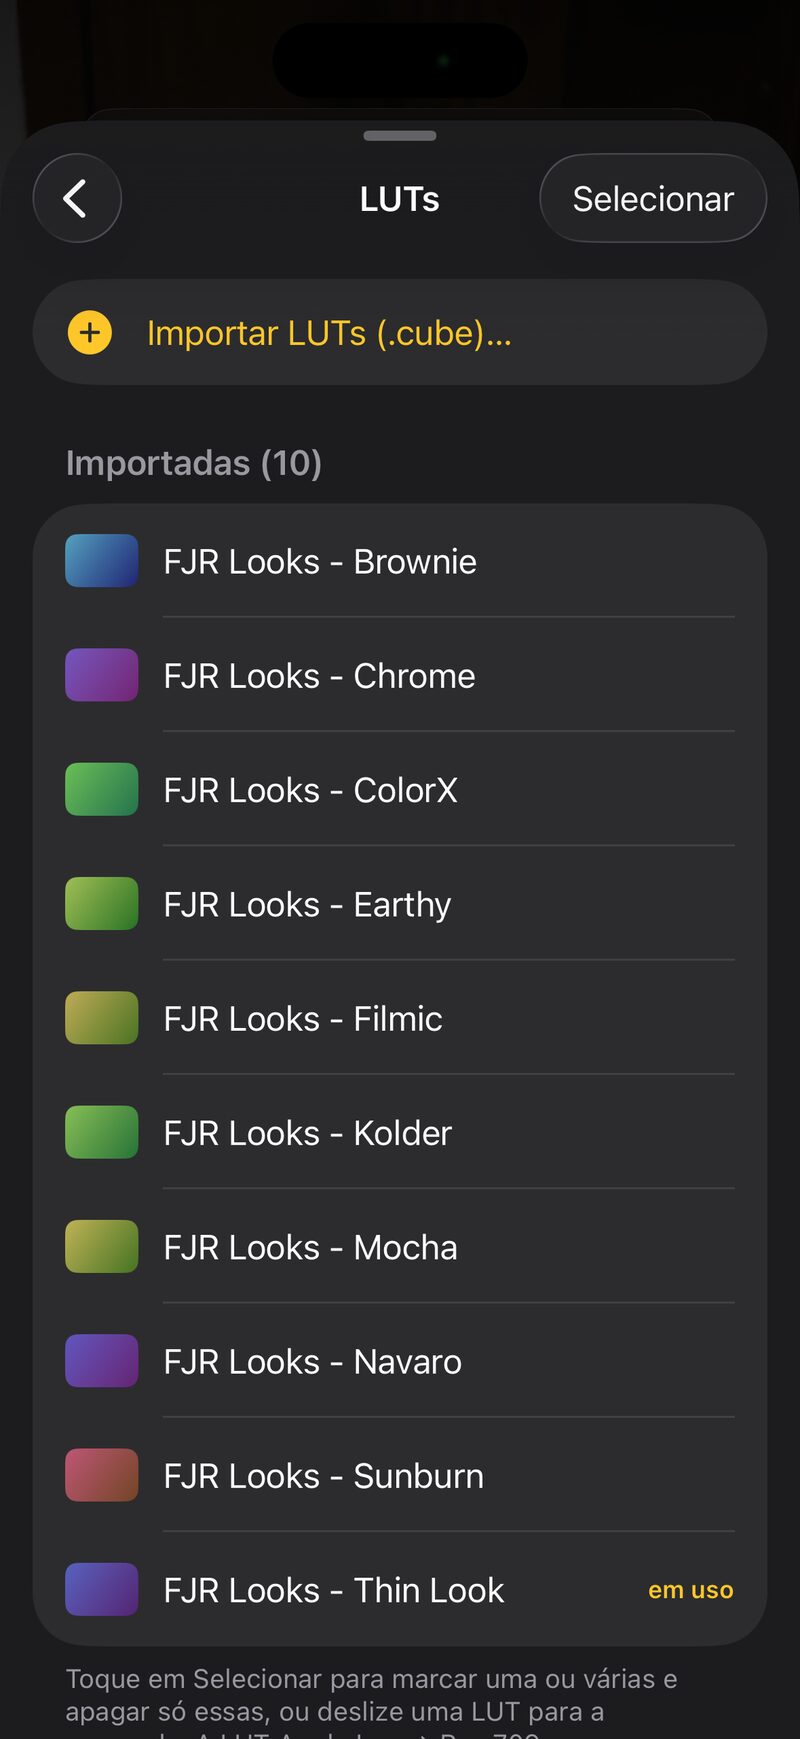 LUTs
Selecionar
Importar LUTs (.cube)...
Importadas (10)
FJR Looks - Brownie
FJR Looks - Chrome
FJR Looks - ColorX
FJR Looks - Earthy
FJR Looks - Filmic
FJR Looks - Kolder
FJR Looks - Mocha
FJR Looks - Navaro
FJR Looks - Sunburn
FJR Looks - Thin Look
em uso
Toque em Selecionar para marcar uma ou várias e
apagar só essas, ou deslize uma LUT para a